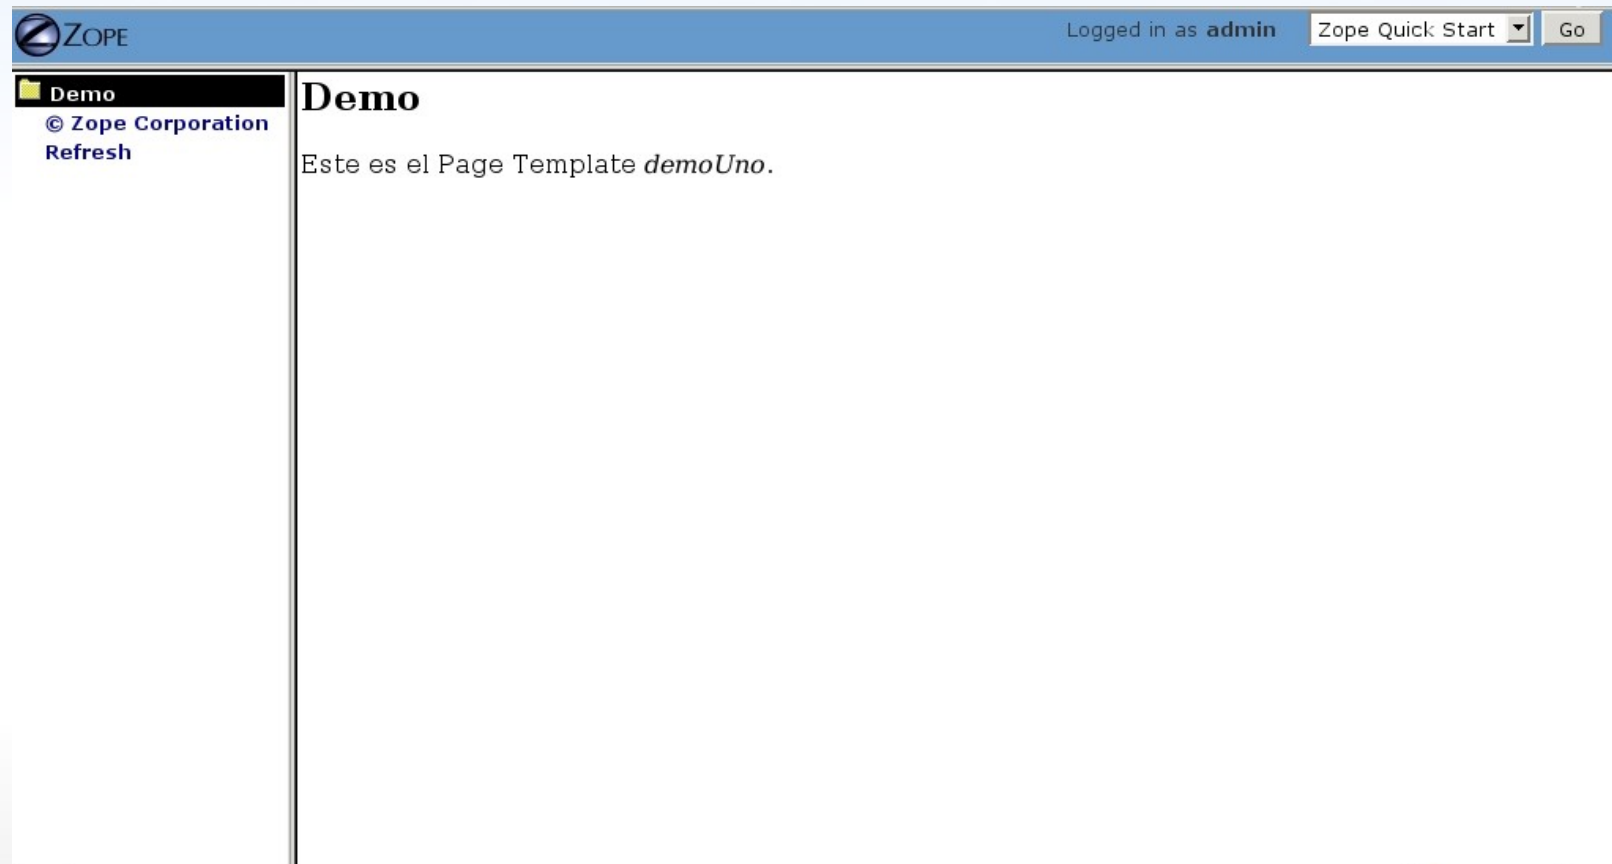 ZOPE
Logged in as admin
Zope Quick Start
Go
Demo
© Zope Corporation
Refresh
Demo
Este es el Page Template demoUno.